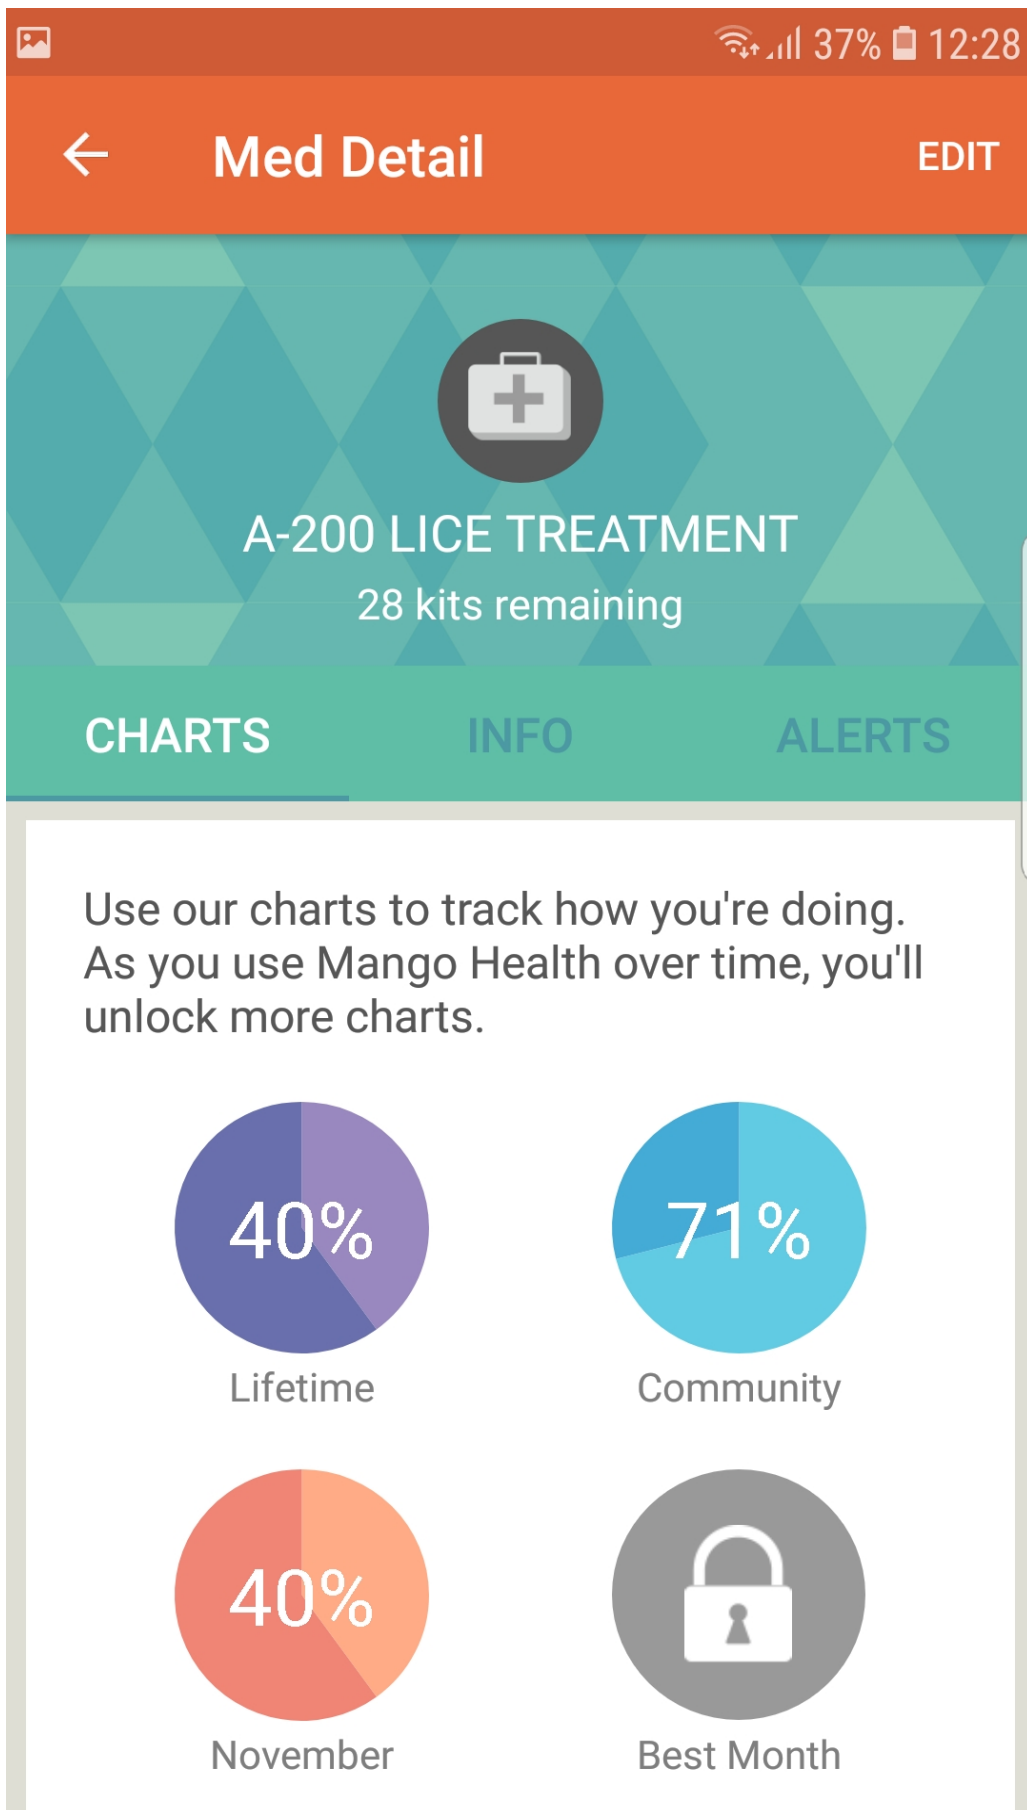 37% 12:28
Med Detail EDIT
A-200 LICE TREATMENT
28 kits remaining
CHARTS INFO ALERTS
Use our charts to track how you're doing.
As you use Mango Health over time, you'll
unlock more charts.
40% 71%
Lifetime Community
40%
November Best Month